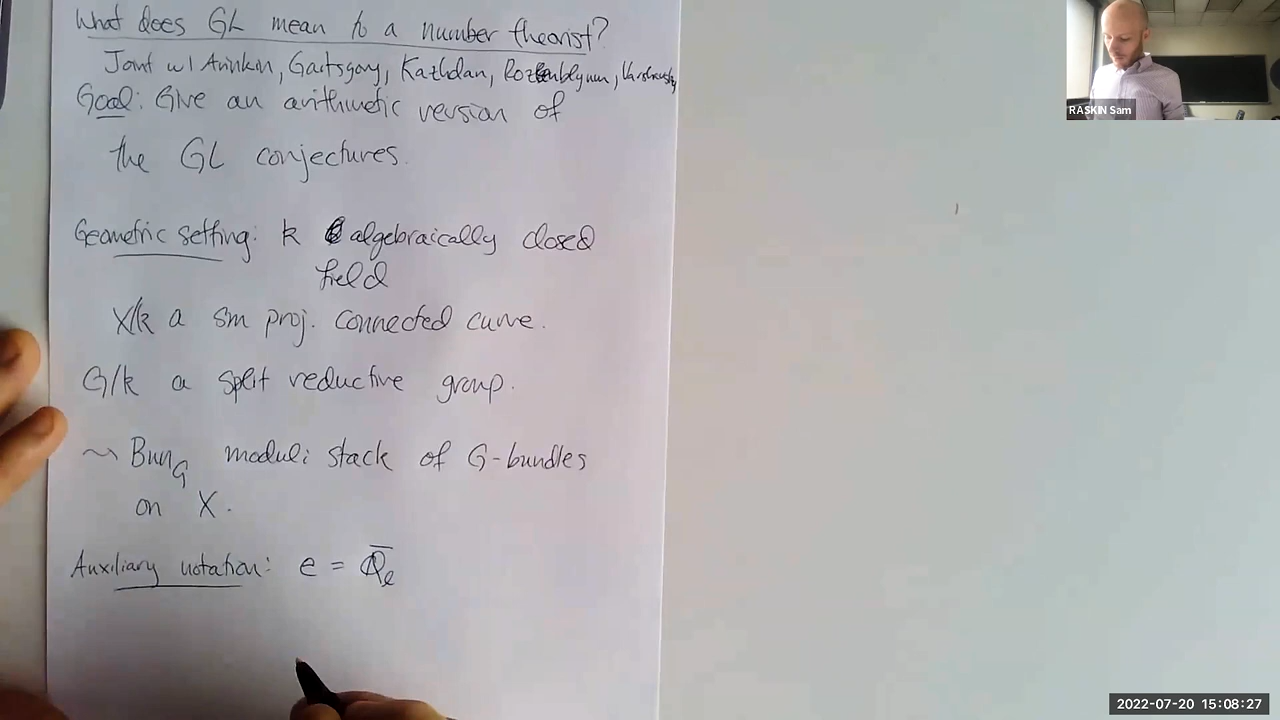 What does GL mean to a number theorist?
Joint w/ Arinkin, Gaitsgory, Kazhdan, Rozenblyum, Varshavsky
Goal: Give an arithmetic version of
the GL conjectures.
Geometric setting: k algebraically closed
field
X/k a sm proj. connected curve.
G/k a split reductive group.
⇝ Bun_G moduli stack of G-bundles
on X.
Auxiliary notation: e = Q̄_ℓ
RASKIN Sam
2022-07-20 15:08:27